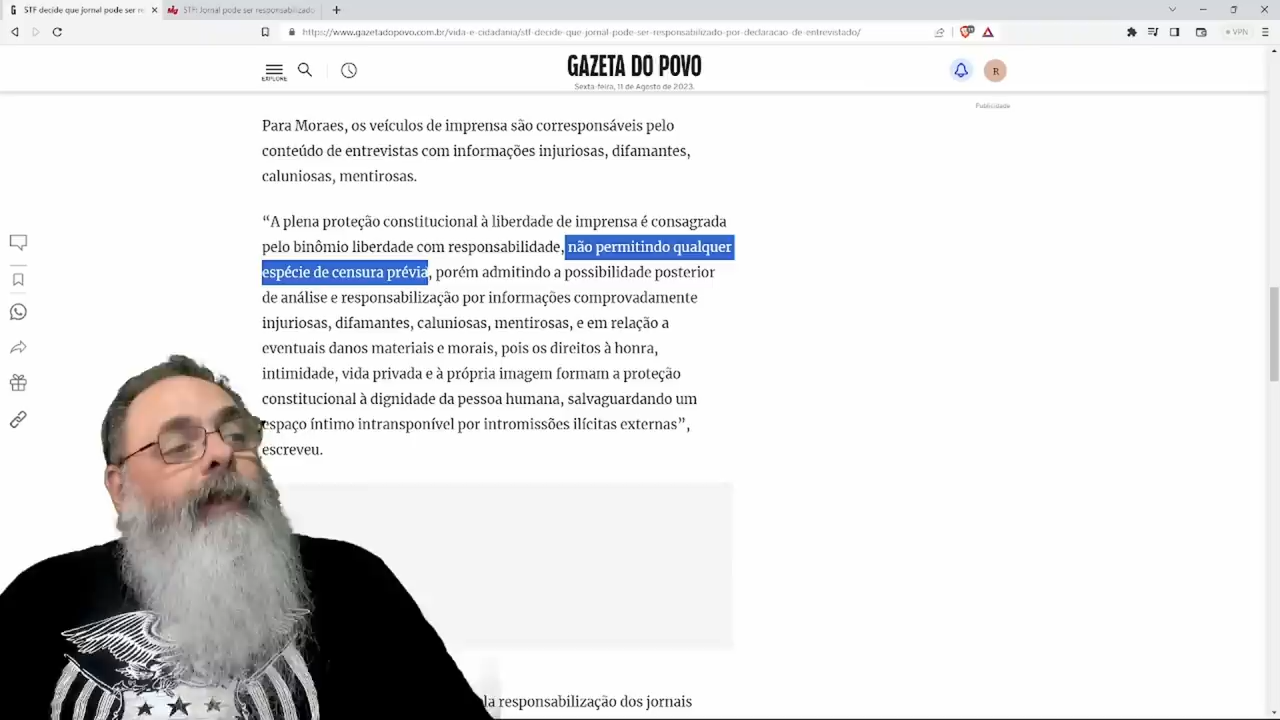 STF decide que jornal pode ser re
STF: Jornal pode ser responsabilizado
https://www.gazetadopovo.com.br/vida-e-cidadania/stf-decide-que-jornal-pode-ser-responsabilizado-por-declaracao-de-entrevistado/
VPN
EXPLORE
GAZETA DO POVO
R
Sexta-feira, 11 de Agosto de 2023.
Publicidade
Para Moraes, os veículos de imprensa são corresponsáveis pelo
conteúdo de entrevistas com informações injuriosas, difamantes,
caluniosas, mentirosas.
“A plena proteção constitucional à liberdade de imprensa é consagrada
pelo binômio liberdade com responsabilidade, não permitindo qualquer
espécie de censura prévia, porém admitindo a possibilidade posterior
de análise e responsabilização por informações comprovadamente
injuriosas, difamantes, caluniosas, mentirosas, e em relação a
eventuais danos materiais e morais, pois os direitos à honra,
intimidade, vida privada e à própria imagem formam a proteção
constitucional à dignidade da pessoa humana, salvaguardando um
espaço íntimo intransponível por intromissões ilícitas externas”,
escreveu.
la responsabilização dos jornais